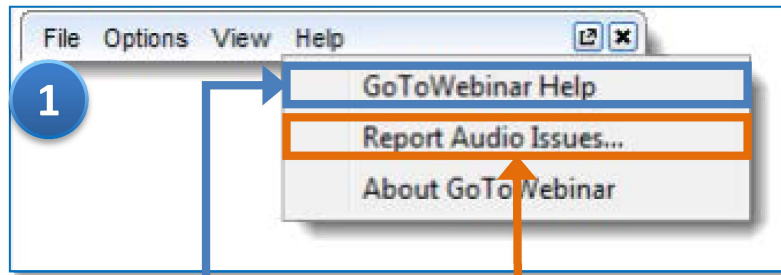 File Options View Help
1
GoToWebinar Help
Report Audio Issues...
About GoToWebinar